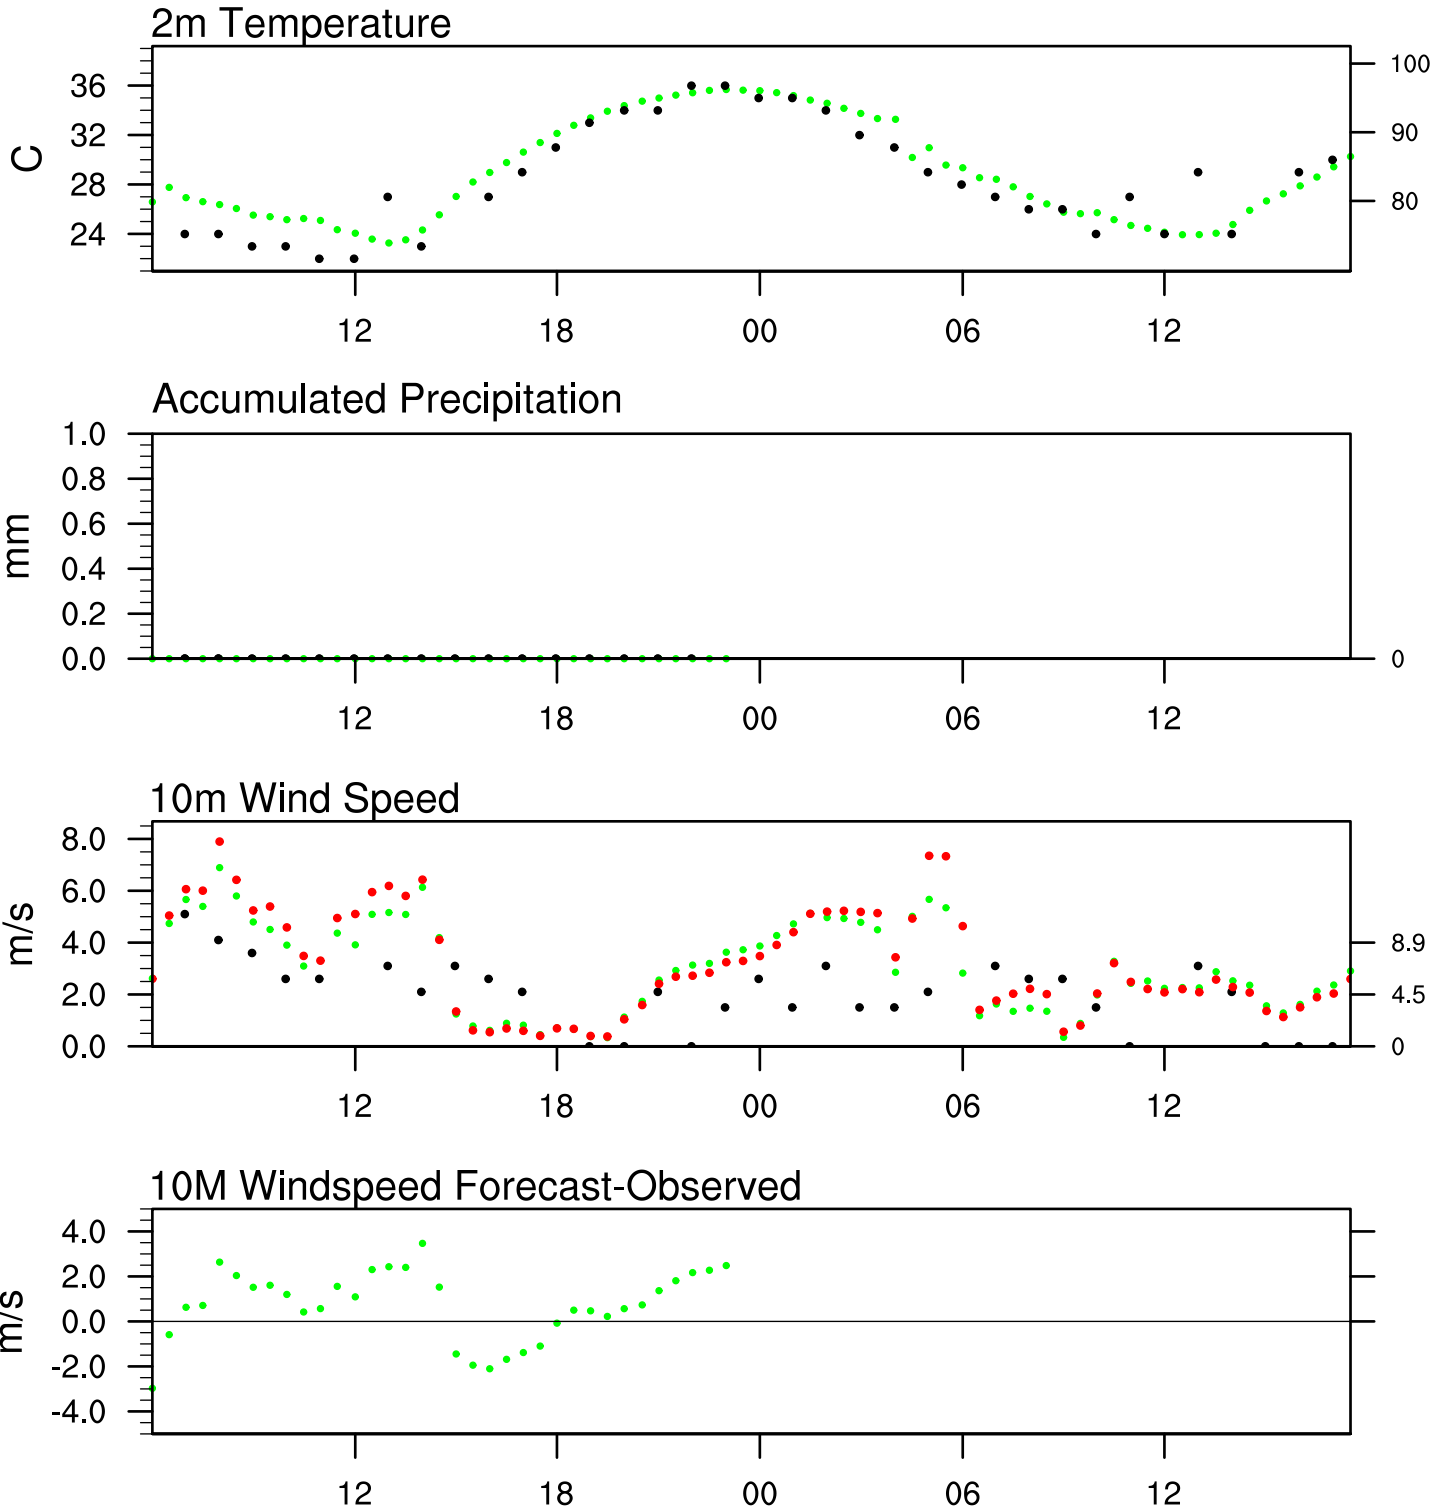 2m Temperature
36
32
28
24
C
100
90
80
12 18 00 06 12
Accumulated Precipitation
1.0
0.8
0.6
0.4
0.2
0.0
mm
0
12 18 00 06 12
10m Wind Speed
8.0
6.0
4.0
2.0
0.0
m/s
8.9
4.5
0
12 18 00 06 12
10M Windspeed Forecast-Observed
4.0
2.0
0.0
-2.0
-4.0
m/s
12 18 00 06 12